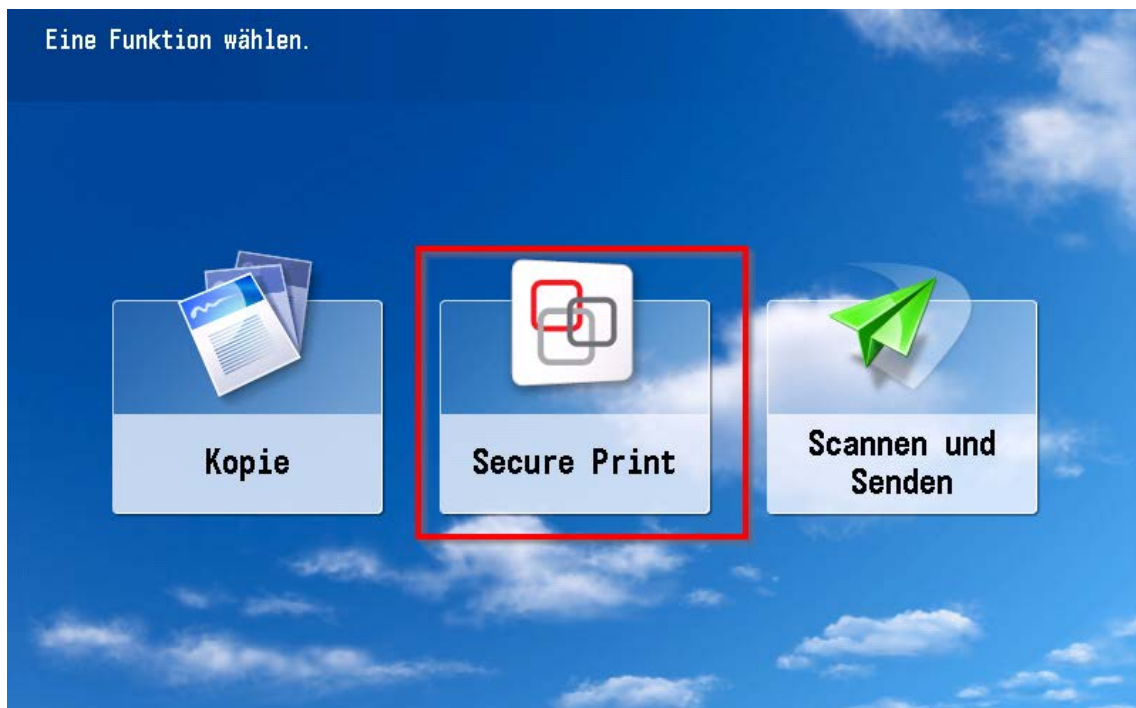 Eine Funktion wählen.
Kopie
Secure Print
Scannen und
Senden